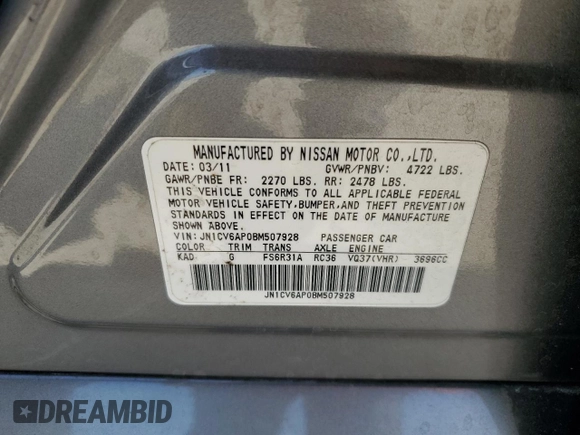 MANUFACTURED BY NISSAN MOTOR CO.,LTD.
DATE: 03/11 GVWR/PNBV: 4722 LBS.
GAWR/PNBE FR: 2270 LBS. RR: 2478 LBS.
THIS VEHICLE CONFORMS TO ALL APPLICABLE FEDERAL
MOTOR VEHICLE SAFETY,BUMPER,AND THEFT PREVENTION
STANDARDS IN EFFECT ON THE DATE OF MANUFACTURE
SHOWN ABOVE.
VIN: JN1CV6AP0BM507928 PASSENGER CAR
COLOR TRIM TRANS AXLE ENGINE
KAD G FS6R31A RC36 VQ37(VHR) 3696CC
JN1CV6AP0BM507928
DREAMBID